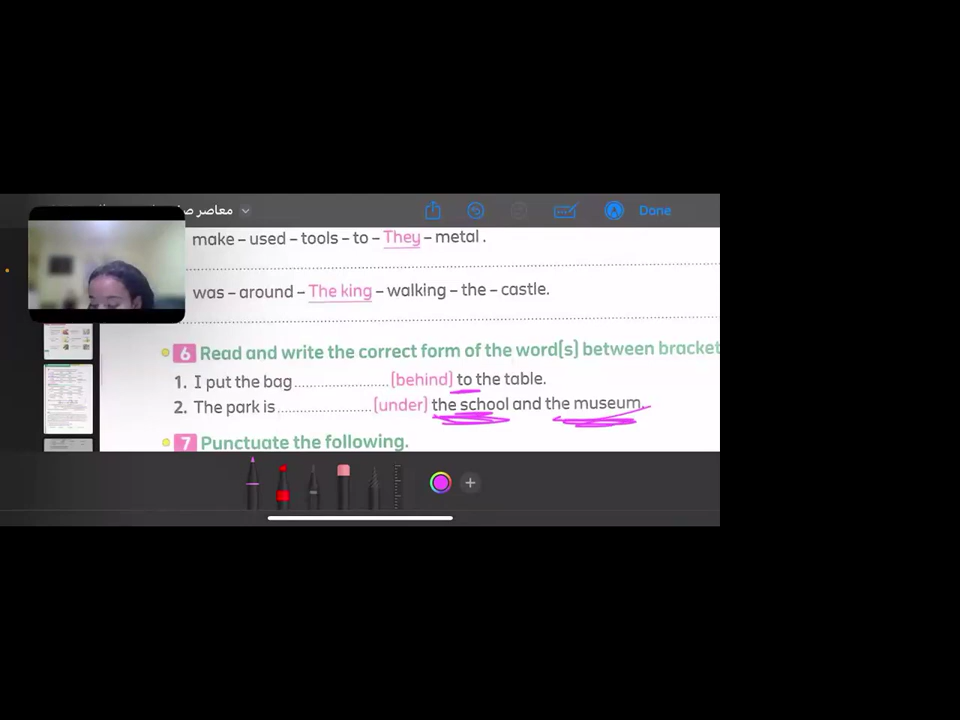 معاصر
Done
make – used – tools – to – They – metal .
was – around – The king – walking – the – castle.
6 Read and write the correct form of the word(s) between bracket
1. I put the bag ...................... (behind) to the table.
2. The park is ...................... (under) the school and the museum.
7 Punctuate the following.